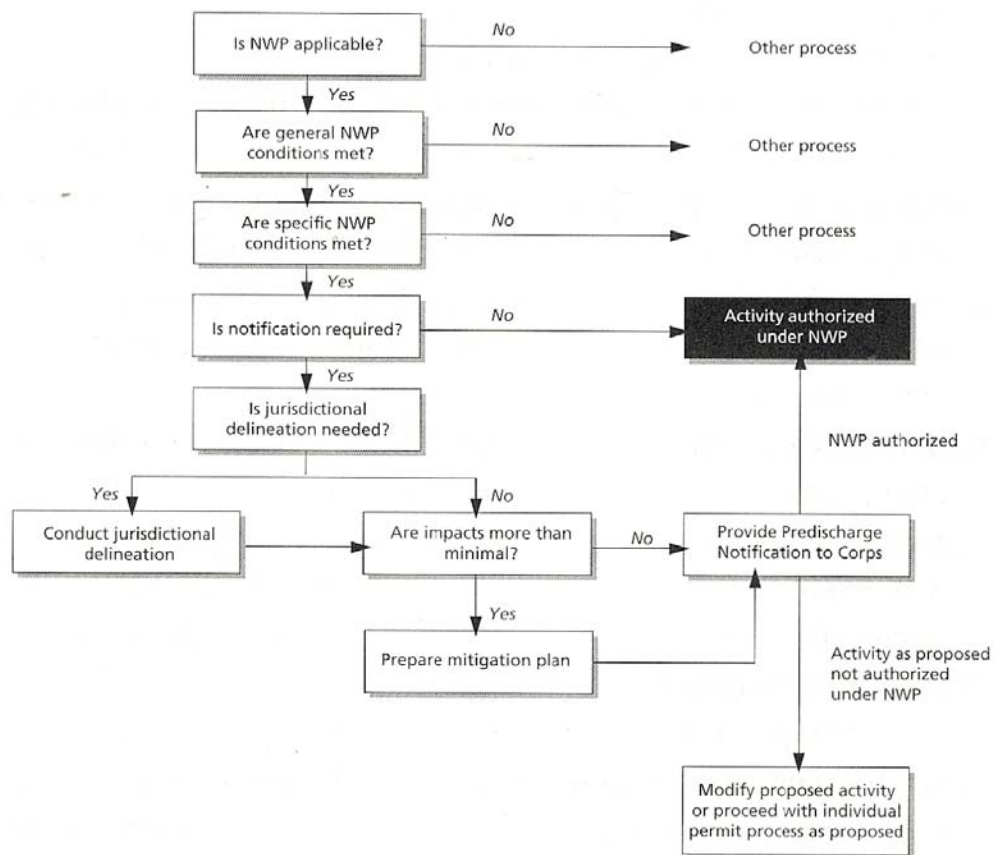 Is NWP applicable?
No
Other process
Yes
Are general NWP
conditions met?
No
Other process
Yes
Are specific NWP
conditions met?
No
Other process
Yes
Is notification required?
No
Activity authorized
under NWP
Yes
Is jurisdictional
delineation needed?
NWP authorized
Yes
No
Conduct jurisdictional
delineation
Are impacts more than
minimal?
No
Provide Predischarge
Notification to Corps
Yes
Prepare mitigation plan
Activity as proposed
not authorized
under NWP
Modify proposed activity
or proceed with individual
permit process as proposed